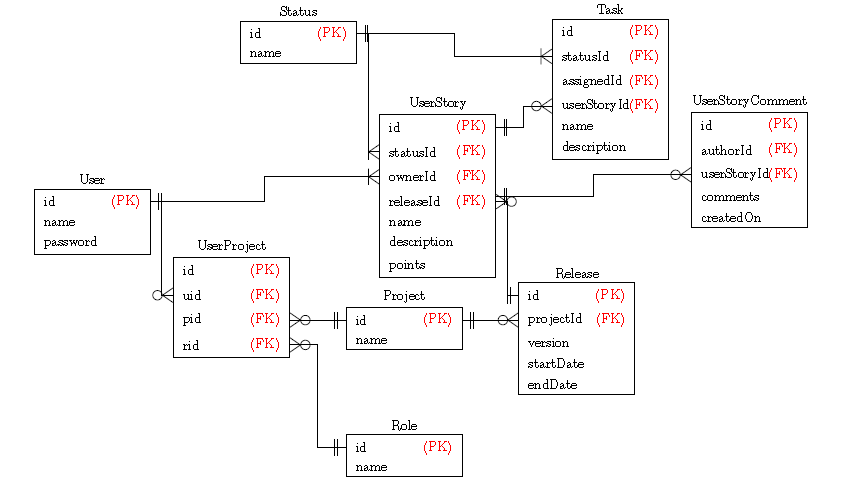 Status
id (PK)
name
Task
id (PK)
statusId (FK)
assignedId (FK)
userStoryId(FK)
name
description
UserStory
id (PK)
statusId (FK)
ownerId (FK)
releaseId (FK)
name
description
points
UserStoryComment
id (PK)
authorId (FK)
userStoryId(FK)
comments
createdOn
User
id (PK)
name
password
UserProject
id (PK)
uid (FK)
pid (FK)
rid (FK)
Project
id (PK)
name
Release
id (PK)
projectId (FK)
version
startDate
endDate
Role
id (PK)
name